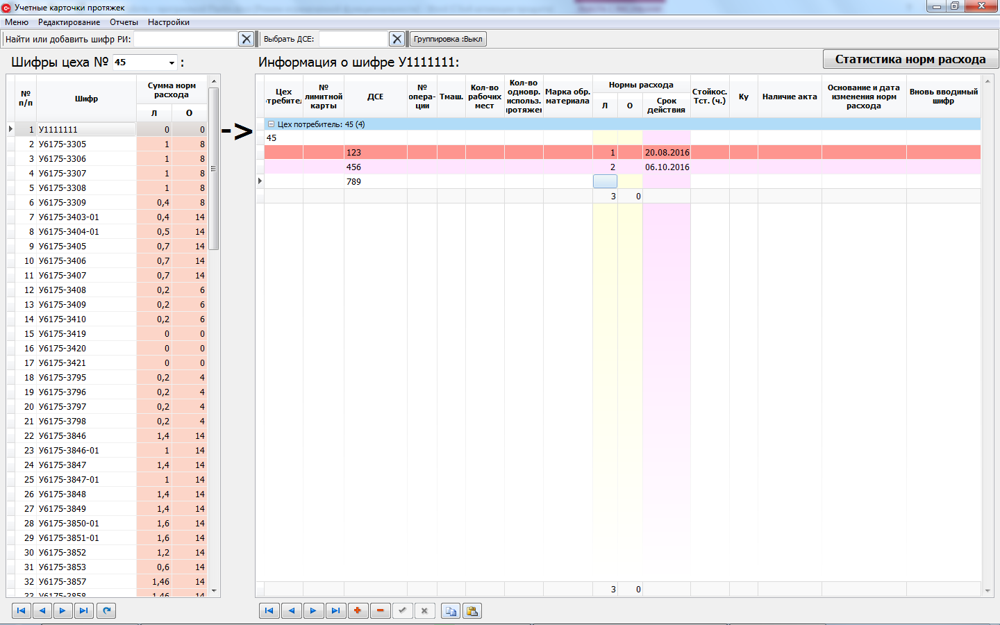 Учетные карточки протяжек
Меню Редактирование Отчеты Настройки
Найти или добавить шифр РИ: Выбрать ДСЕ: Группировка :Выкл
Шифры цеха № 45 :
Информация о шифре У1111111:
Статистика норм расхода
№ п/п Шифр Сумма норм расхода
Л О
1 У1111111 0 0
2 У6175-3305 1 8
3 У6175-3306 1 8
4 У6175-3307 1 8
5 У6175-3308 1 8
6 У6175-3309 0,4 8
7 У6175-3403-01 0,4 14
8 У6175-3404-01 0,5 14
9 У6175-3405 0,7 14
10 У6175-3406 0,7 14
11 У6175-3407 0,7 14
12 У6175-3408 0,2 6
13 У6175-3409 0,2 6
14 У6175-3410 0,2 6
15 У6175-3419 0 0
16 У6175-3420 0 0
17 У6175-3421 0 0
18 У6175-3795 0,2 4
19 У6175-3796 0,2 4
20 У6175-3797 0,2 4
21 У6175-3798 0,2 4
22 У6175-3846 1,4 14
23 У6175-3846-01 1 14
24 У6175-3847 1,4 14
25 У6175-3847-01 1 14
26 У6175-3848 1,4 14
27 У6175-3849 1,4 14
28 У6175-3850-01 1,6 14
29 У6175-3851-01 1,6 14
30 У6175-3852 1,2 14
31 У6175-3853 0,6 14
32 У6175-3857 1,46 14
33 У6175-3858 1,46 14
->
Цех отребител № лимитной карты ДСЕ № опера- ции Тмаш. Кол-во рабочих мест Кол-во одновр. использ. протяжек Марка обр. материала Нормы расхода Стойкос. Тст. (ч.) Ку Наличие акта Основание и дата изменения норм расхода Вновь вводимый шифр
Л О Срок действия
Цех потребитель: 45 (4)
45
123 1 20.08.2016
456 2 06.10.2016
789
3 0
3 0